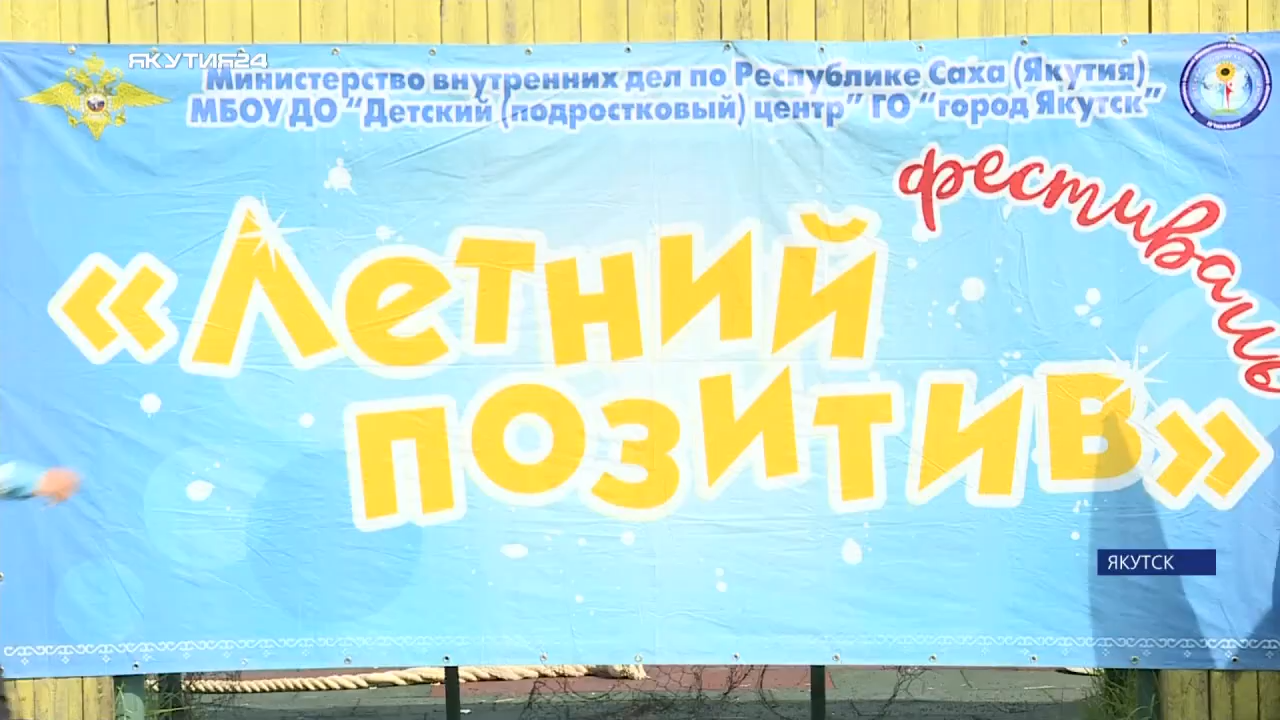 ЯКУТИЯ24
Министерство внутренних дел по Республике Саха (Якутия)
МБОУ ДО "Детский (подростковый) центр" ГО "город Якутск"
фестиваль
«Летний
позитив»
ЯКУТСК